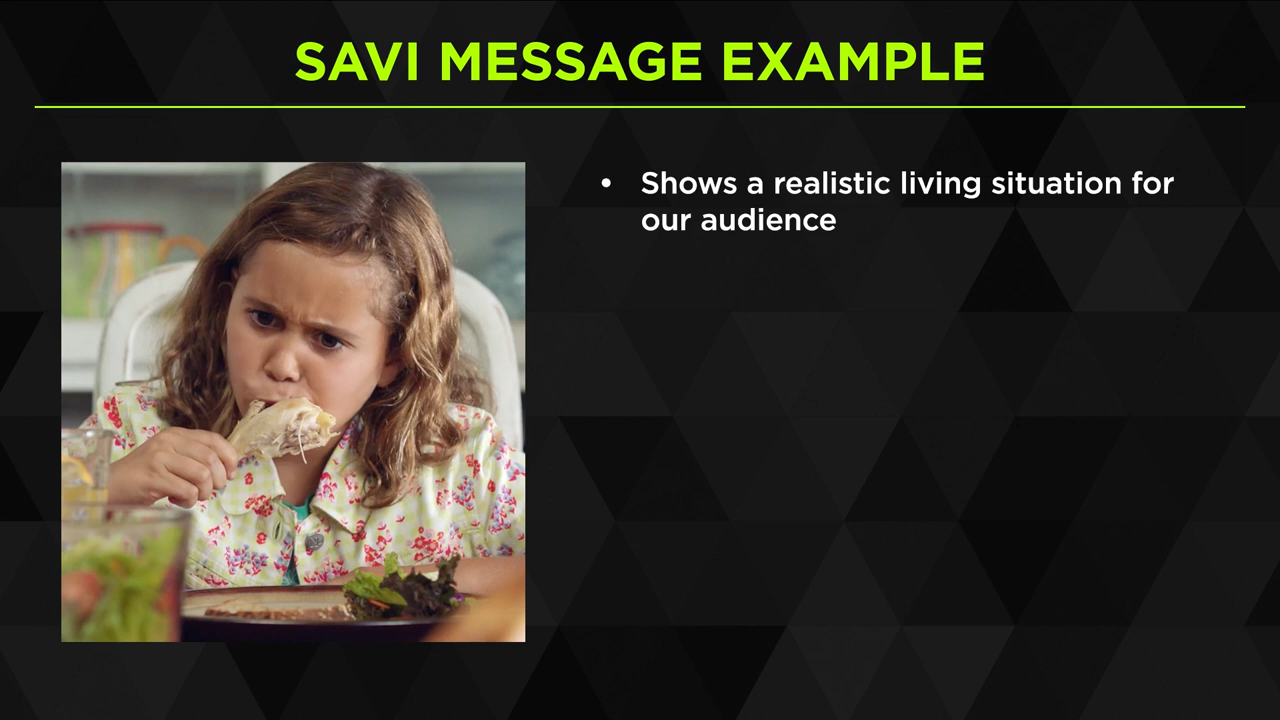 SAVI MESSAGE EXAMPLE
• Shows a realistic living situation for
our audience